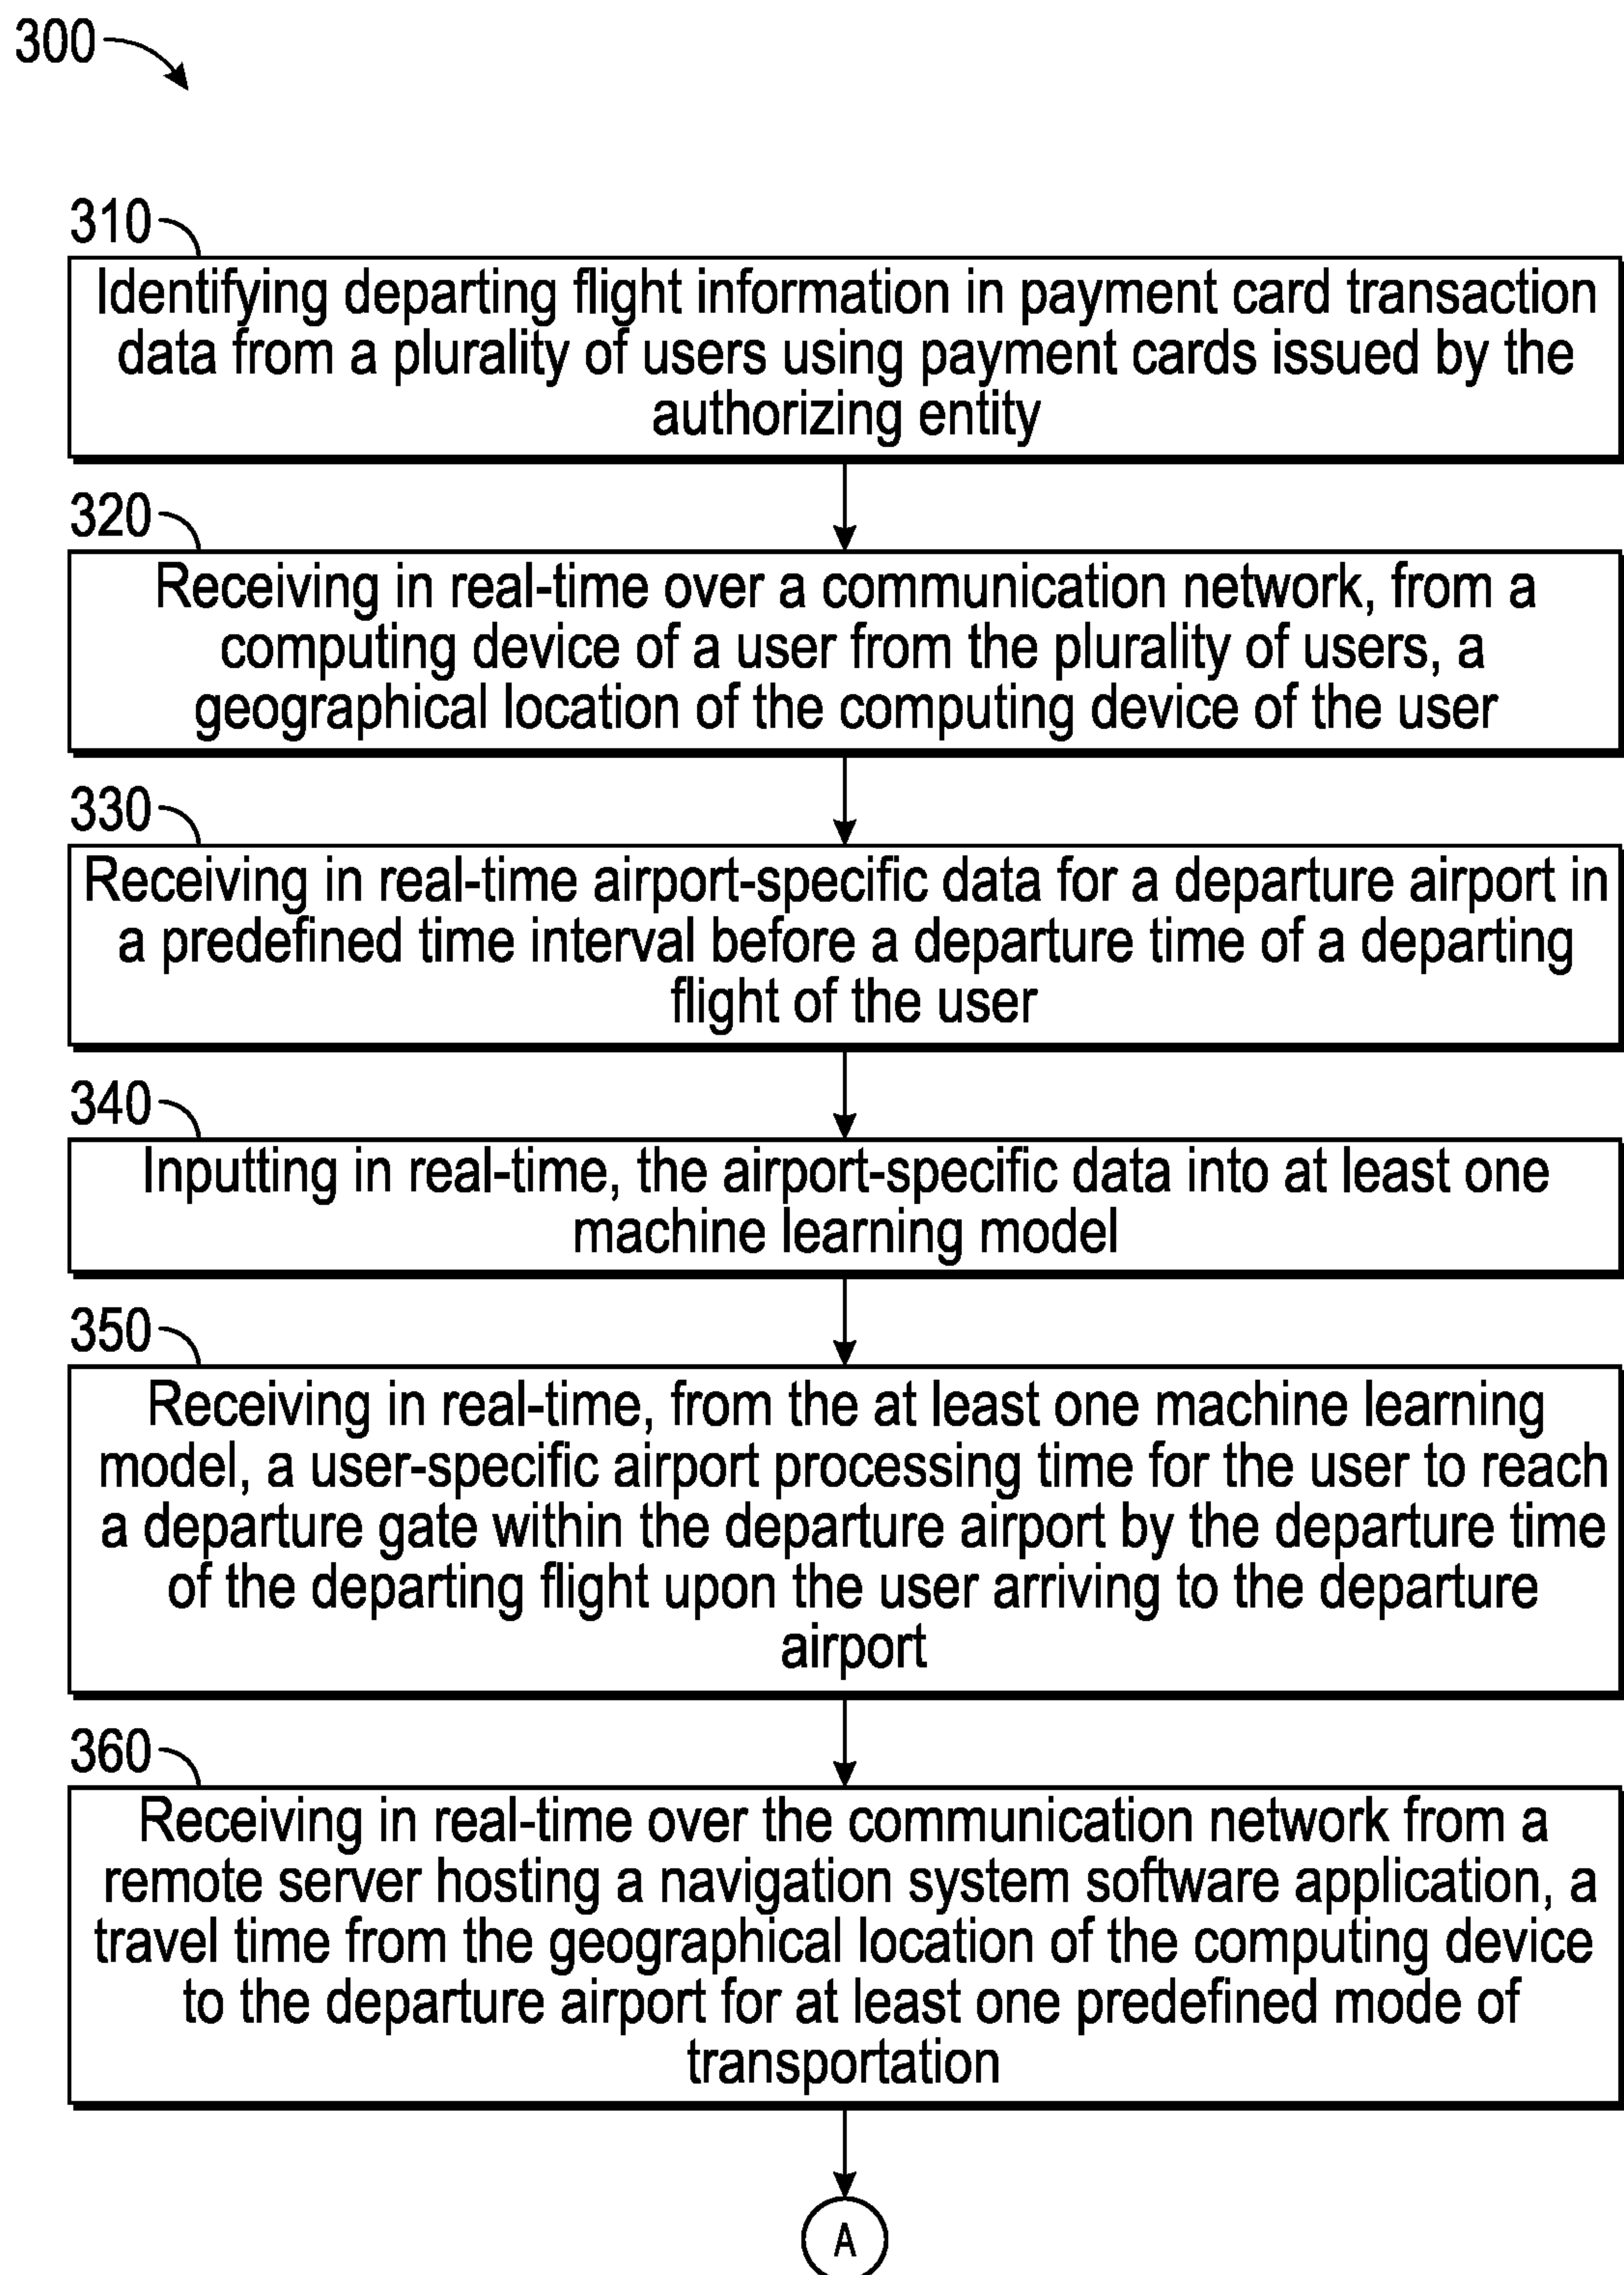 300
310
Identifying departing flight information in payment card transaction
data from a plurality of users using payment cards issued by the
authorizing entity
320
Receiving in real-time over a communication network, from a
computing device of a user from the plurality of users, a
geographical location of the computing device of the user
330
Receiving in real-time airport-specific data for a departure airport in
a predefined time interval before a departure time of a departing
flight of the user
340
Inputting in real-time, the airport-specific data into at least one
machine learning model
350
Receiving in real-time, from the at least one machine learning
model, a user-specific airport processing time for the user to reach
a departure gate within the departure airport by the departure time
of the departing flight upon the user arriving to the departure
airport
360
Receiving in real-time over the communication network from a
remote server hosting a navigation system software application, a
travel time from the geographical location of the computing device
to the departure airport for at least one predefined mode of
transportation
A